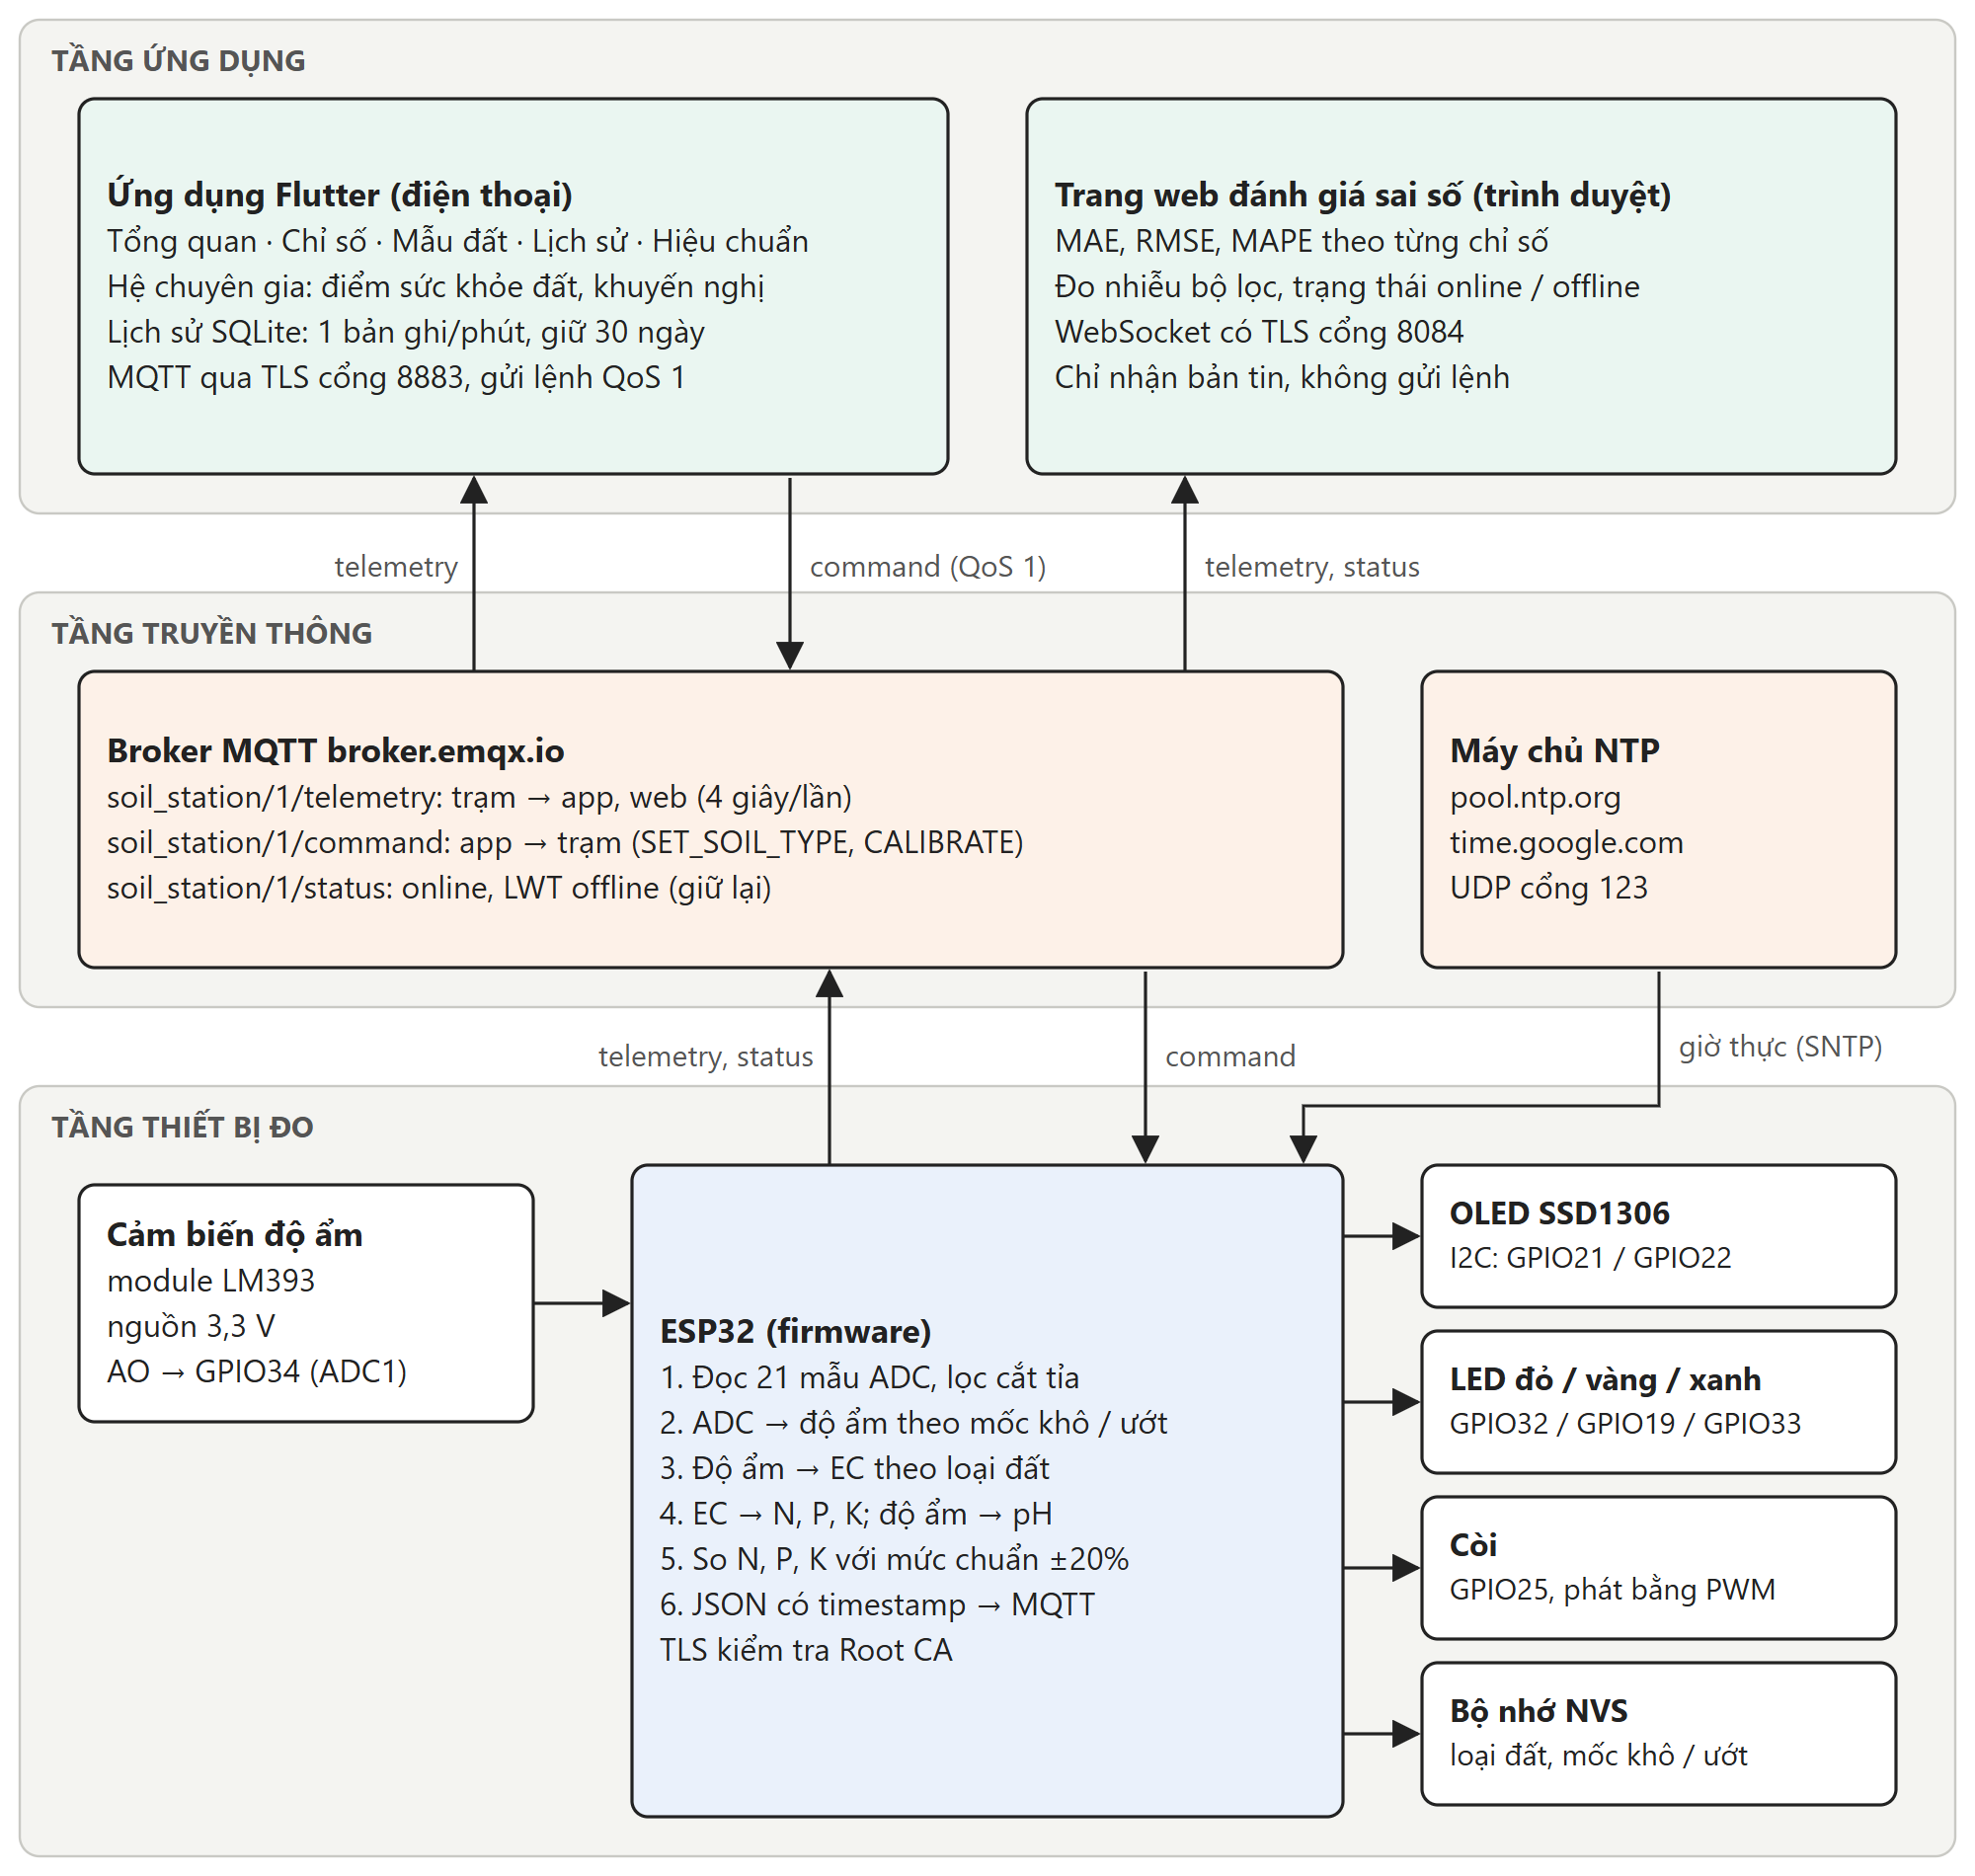 TẦNG ỨNG DỤNG
Ứng dụng Flutter (điện thoại)
Tổng quan · Chỉ số · Mẫu đất · Lịch sử · Hiệu chuẩn
Hệ chuyên gia: điểm sức khỏe đất, khuyến nghị
Lịch sử SQLite: 1 bản ghi/phút, giữ 30 ngày
MQTT qua TLS cổng 8883, gửi lệnh QoS 1
Trang web đánh giá sai số (trình duyệt)
MAE, RMSE, MAPE theo từng chỉ số
Đo nhiễu bộ lọc, trạng thái online / offline
WebSocket có TLS cổng 8084
Chỉ nhận bản tin, không gửi lệnh
telemetry
command (QoS 1)
telemetry, status
TẦNG TRUYỀN THÔNG
Broker MQTT broker.emqx.io
soil_station/1/telemetry: trạm → app, web (4 giây/lần)
soil_station/1/command: app → trạm (SET_SOIL_TYPE, CALIBRATE)
soil_station/1/status: online, LWT offline (giữ lại)
Máy chủ NTP
pool.ntp.org
time.google.com
UDP cổng 123
telemetry, status
command
giờ thực (SNTP)
TẦNG THIẾT BỊ ĐO
Cảm biến độ ẩm
module LM393
nguồn 3,3 V
AO → GPIO34 (ADC1)
ESP32 (firmware)
1. Đọc 21 mẫu ADC, lọc cắt tỉa
2. ADC → độ ẩm theo mốc khô / ướt
3. Độ ẩm → EC theo loại đất
4. EC → N, P, K; độ ẩm → pH
5. So N, P, K với mức chuẩn ±20%
6. JSON có timestamp → MQTT
TLS kiểm tra Root CA
OLED SSD1306
I2C: GPIO21 / GPIO22
LED đỏ / vàng / xanh
GPIO32 / GPIO19 / GPIO33
Còi
GPIO25, phát bằng PWM
Bộ nhớ NVS
loại đất, mốc khô / ướt